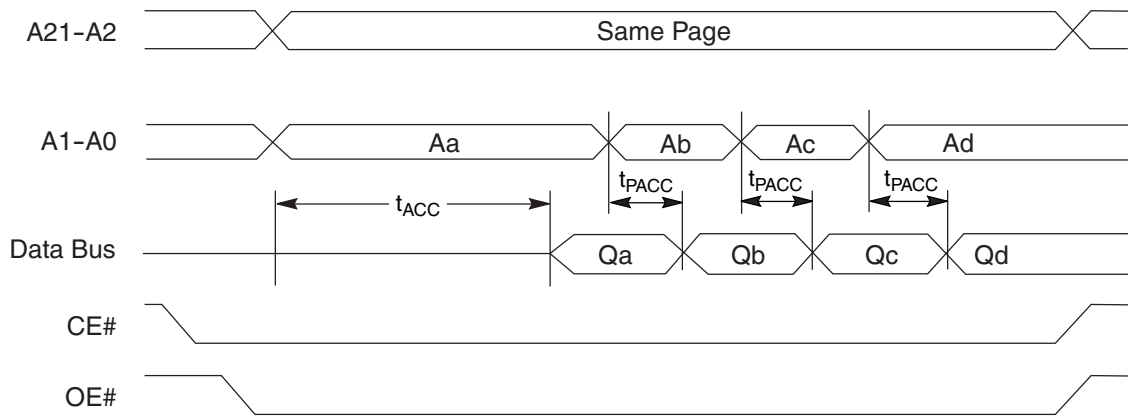 A21-A2 Same Page
A1-A0 Aa Ab Ac Ad
tACC tPACC tPACC tPACC
Data Bus Qa Qb Qc Qd
CE#
OE#